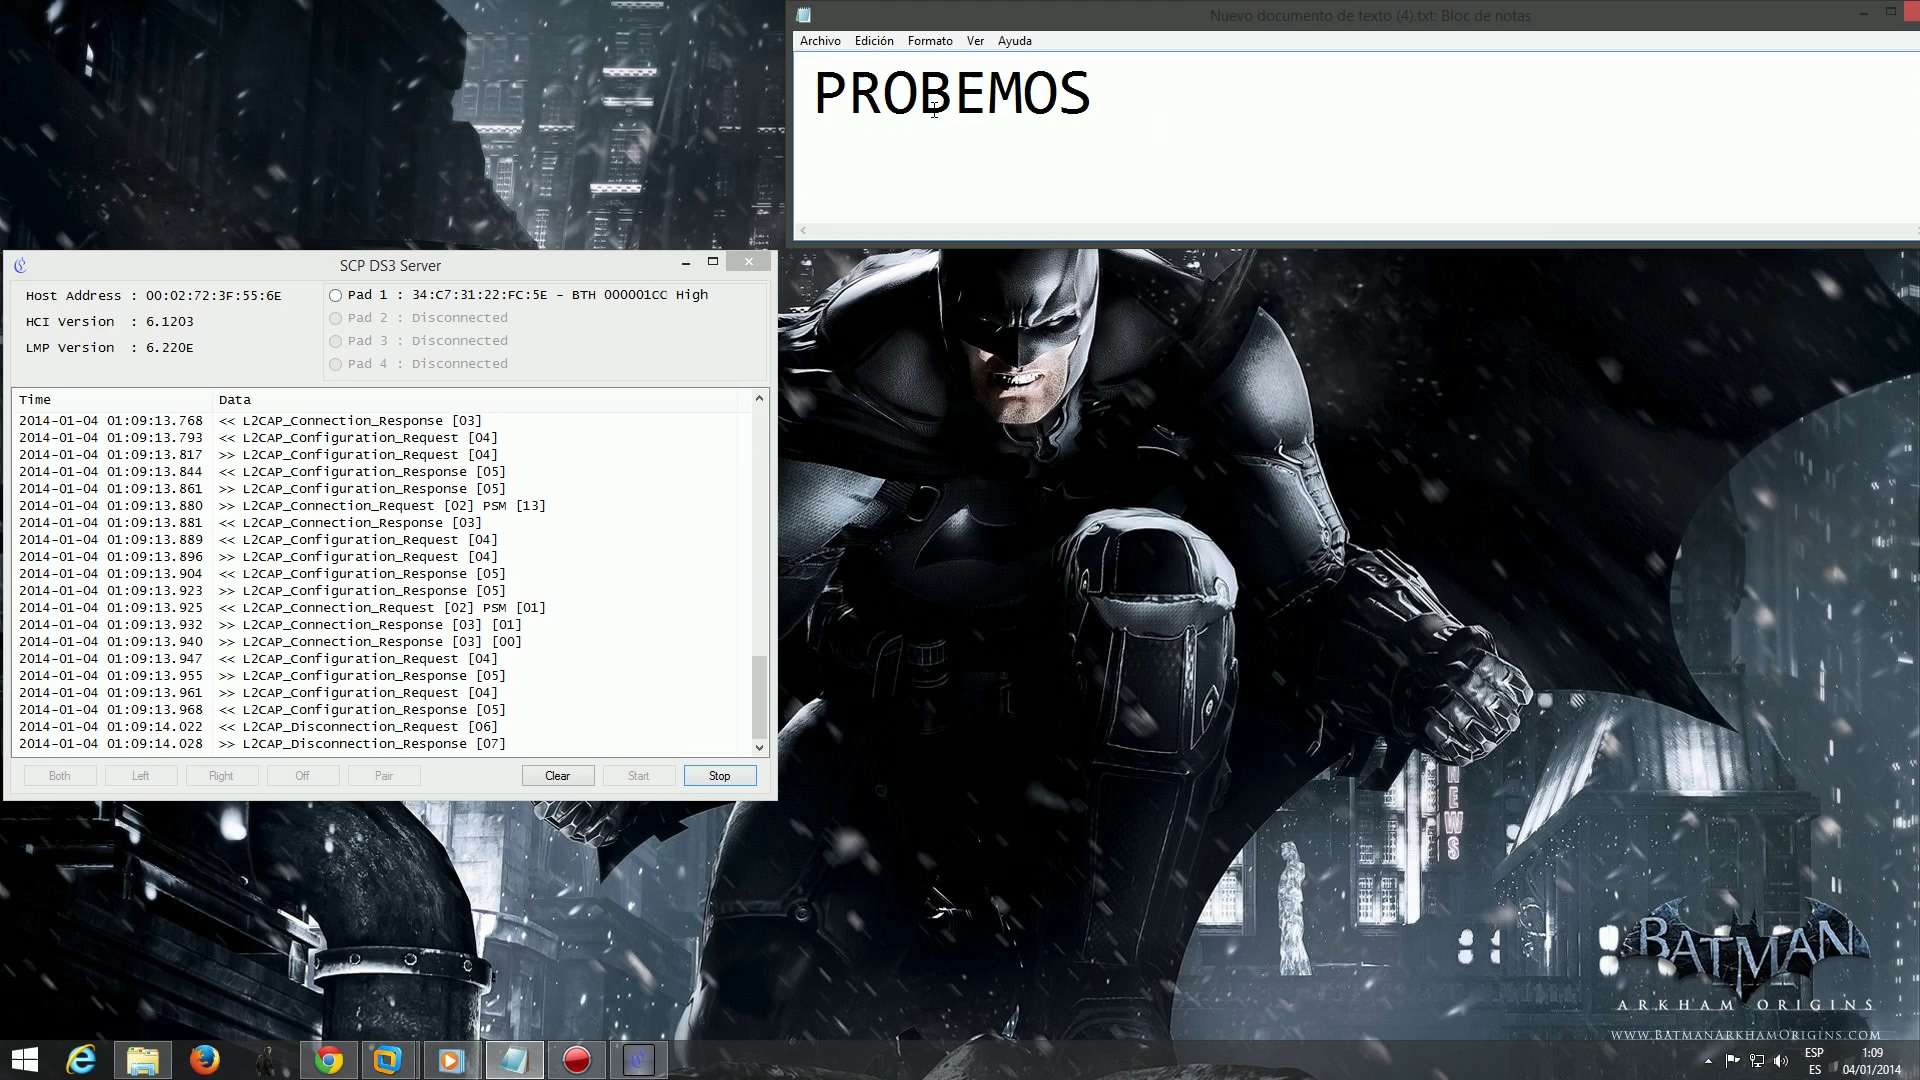 Nuevo documento de texto (4).txt: Bloc de notas
Archivo Edición Formato Ver Ayuda
PROBEMOS
SCP DS3 Server
Host Address : 00:02:72:3F:55:6E
HCI Version : 6.1203
LMP Version : 6.220E
Pad 1 : 34:C7:31:22:FC:5E - BTH 000001CC High
Pad 2 : Disconnected
Pad 3 : Disconnected
Pad 4 : Disconnected
Time Data
2014-01-04 01:09:13.768 << L2CAP_Connection_Response [03]
2014-01-04 01:09:13.793 << L2CAP_Configuration_Request [04]
2014-01-04 01:09:13.817 >> L2CAP_Configuration_Request [04]
2014-01-04 01:09:13.844 << L2CAP_Configuration_Response [05]
2014-01-04 01:09:13.861 >> L2CAP_Configuration_Response [05]
2014-01-04 01:09:13.880 >> L2CAP_Connection_Request [02] PSM [13]
2014-01-04 01:09:13.881 << L2CAP_Connection_Response [03]
2014-01-04 01:09:13.889 << L2CAP_Configuration_Request [04]
2014-01-04 01:09:13.896 >> L2CAP_Configuration_Request [04]
2014-01-04 01:09:13.904 << L2CAP_Configuration_Response [05]
2014-01-04 01:09:13.923 >> L2CAP_Configuration_Response [05]
2014-01-04 01:09:13.925 << L2CAP_Connection_Request [02] PSM [01]
2014-01-04 01:09:13.932 >> L2CAP_Connection_Response [03] [01]
2014-01-04 01:09:13.940 >> L2CAP_Connection_Response [03] [00]
2014-01-04 01:09:13.947 << L2CAP_Configuration_Request [04]
2014-01-04 01:09:13.955 >> L2CAP_Configuration_Response [05]
2014-01-04 01:09:13.961 >> L2CAP_Configuration_Request [04]
2014-01-04 01:09:13.968 << L2CAP_Configuration_Response [05]
2014-01-04 01:09:14.022 << L2CAP_Disconnection_Request [06]
2014-01-04 01:09:14.028 >> L2CAP_Disconnection_Response [07]
Both Left Right Off Pair Clear Start Stop
NEWS
BATMAN
ARKHAM ORIGINS
WWW.BATMANARKHAMORIGINS.COM
ESP 1:09
ES 04/01/2014